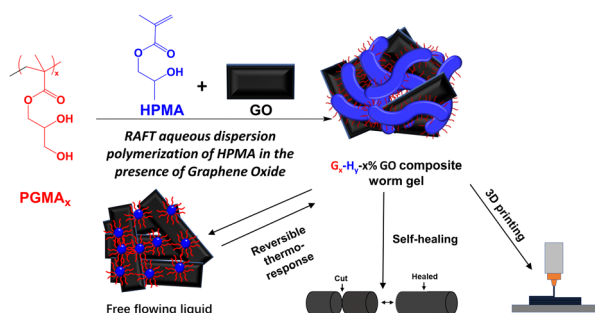 x
OH
O
O
HPMA
+
GO
O
O
OH
OH
PGMAx
RAFT aqueous dispersion
polymerization of HPMA in the
presence of Graphene Oxide
Gx-Hy-x% GO composite
worm gel
Reversible
thermo-
response
Self-healing
3D printing
Free flowing liquid
Cut
Healed